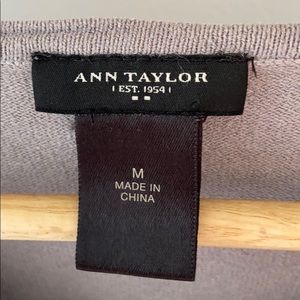 ANN TAYLOR
| EST. 1954 |
M
MADE IN
CHINA